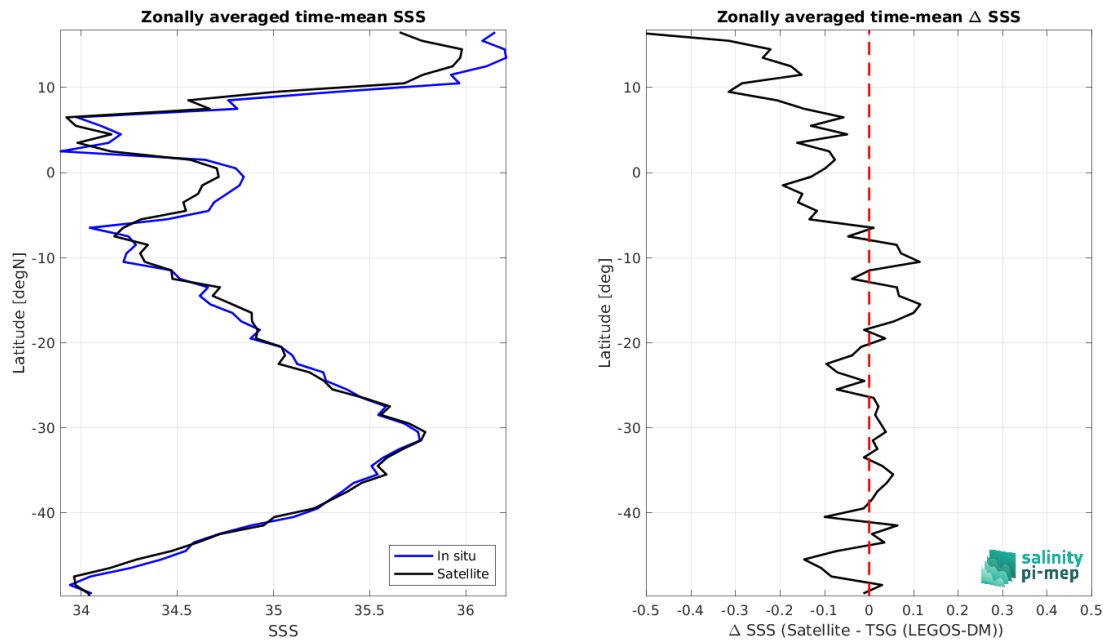 Zonally averaged time-mean SSS
10
0
-10
-20
-30
-40
Latitude [degN]
34
34.5
35
35.5
36
SSS
In situ
Satellite
Zonally averaged time-mean Δ SSS
10
0
-10
-20
-30
-40
Latitude [deg]
-0.5
-0.4
-0.3
-0.2
-0.1
0
0.1
0.2
0.3
0.4
0.5
Δ SSS (Satellite - TSG (LEGOS-DM))
salinity
pi-mep